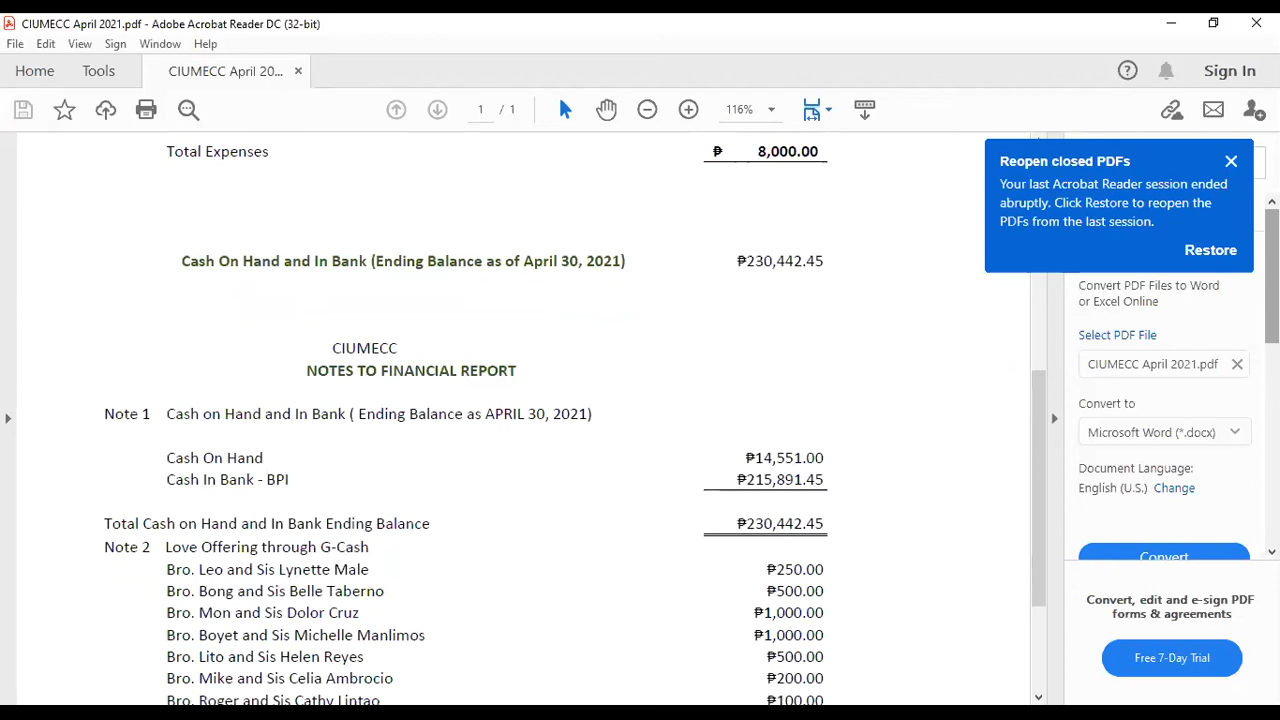 CIUMECC April 2021.pdf - Adobe Acrobat Reader DC (32-bit)
File Edit View Sign Window Help
Home Tools CIUMECC April 20... × Sign In
1 / 1 116%
Total Expenses ₱ 8,000.00
Cash On Hand and In Bank (Ending Balance as of April 30, 2021) ₱230,442.45
CIUMECC
NOTES TO FINANCIAL REPORT
Note 1 Cash on Hand and In Bank ( Ending Balance as APRIL 30, 2021)
Cash On Hand ₱14,551.00
Cash In Bank - BPI ₱215,891.45
Total Cash on Hand and In Bank Ending Balance ₱230,442.45
Note 2 Love Offering through G-Cash
Bro. Leo and Sis Lynette Male ₱250.00
Bro. Bong and Sis Belle Taberno ₱500.00
Bro. Mon and Sis Dolor Cruz ₱1,000.00
Bro. Boyet and Sis Michelle Manlimos ₱1,000.00
Bro. Lito and Sis Helen Reyes ₱500.00
Bro. Mike and Sis Celia Ambrocio ₱200.00
Bro. Roger and Sis Cathy Lintao ₱100.00
Reopen closed PDFs
Your last Acrobat Reader session ended
abruptly. Click Restore to reopen the
PDFs from the last session.
Restore
Convert PDF Files to Word
or Excel Online
Select PDF File
CIUMECC April 2021.pdf
Convert to
Microsoft Word (*.docx)
Document Language:
English (U.S.) Change
Convert
Convert, edit and e-sign PDF
forms & agreements
Free 7-Day Trial